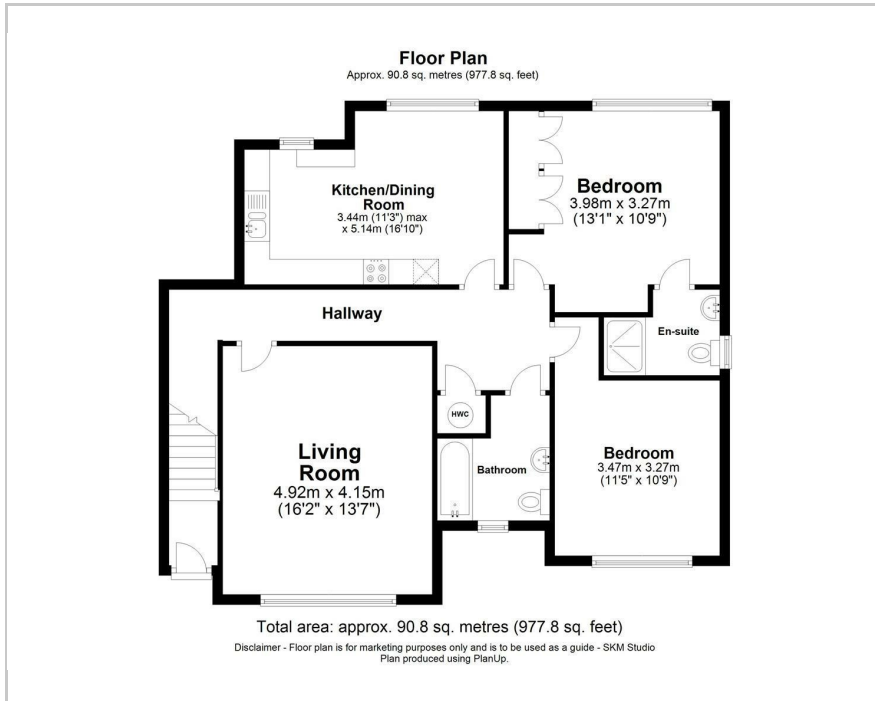 Floor Plan
Approx. 90.8 sq. metres (977.8 sq. feet)
Kitchen/Dining
Room
3.44m (11'3") max
x 5.14m (16'10")
Bedroom
3.98m x 3.27m
(13'1" x 10'9")
Hallway
En-suite
HWC
Living
Room
4.92m x 4.15m
(16'2" x 13'7")
Bathroom
Bedroom
3.47m x 3.27m
(11'5" x 10'9")
Total area: approx. 90.8 sq. metres (977.8 sq. feet)
Disclaimer - Floor plan is for marketing purposes only and is to be used as a guide - SKM Studio
Plan produced using PlanUp.